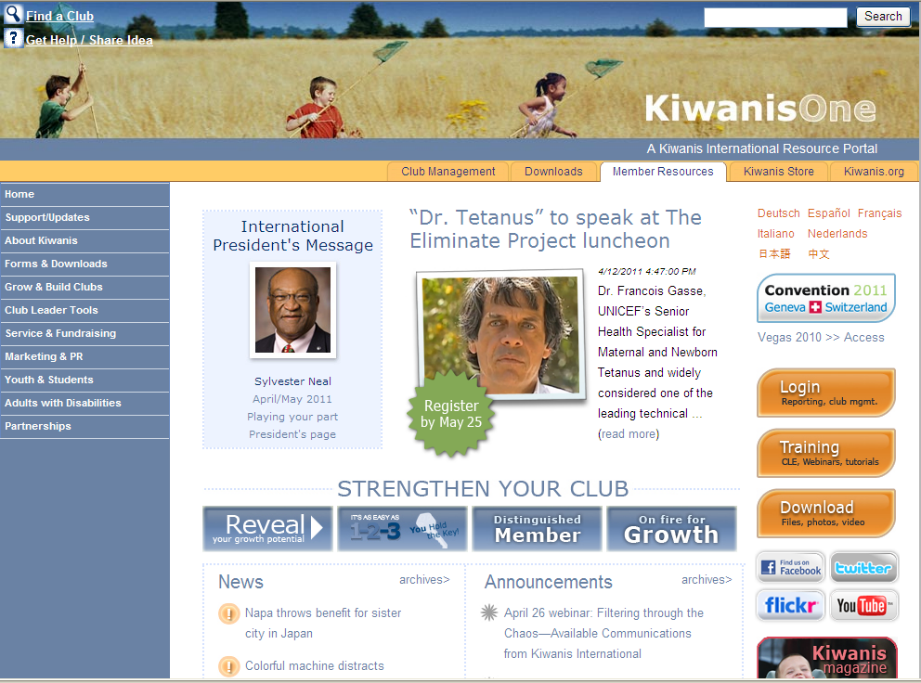 Find a Club
Search
Get Help / Share Idea
KiwanisOne
A Kiwanis International Resource Portal
Club Management
Downloads
Member Resources
Kiwanis Store
Kiwanis.org
Home
Support/Updates
About Kiwanis
Forms & Downloads
Grow & Build Clubs
Club Leader Tools
Service & Fundraising
Marketing & PR
Youth & Students
Adults with Disabilities
Partnerships
International
President's Message
Sylvester Neal
April/May 2011
Playing your part
President's page
“Dr. Tetanus” to speak at The
Eliminate Project luncheon
4/12/2011 4:47:00 PM
Dr. Francois Gasse,
UNICEF's Senior
Health Specialist for
Maternal and Newborn
Tetanus and widely
considered one of the
leading technical ...
(read more)
Register
by May 25
Deutsch Español Français
Italiano Nederlands
日本語 中文
Convention 2011
Geneva Switzerland
Vegas 2010 >> Access
Login
Reporting, club mgmt.
Training
CLE, Webinars, tutorials
Download
Files, photos, video
Find us on
Facebook
twitter
flickr
YouTube
Kiwanis
magazine
STRENGTHEN YOUR CLUB
Reveal
your growth potential
IT'S AS EASY AS
1-2-3
You Hold
the Key!
Distinguished
Member
On fire for
Growth
News
archives>
Napa throws benefit for sister
city in Japan
Colorful machine distracts
Announcements
archives>
April 26 webinar: Filtering through the
Chaos—Available Communications
from Kiwanis International